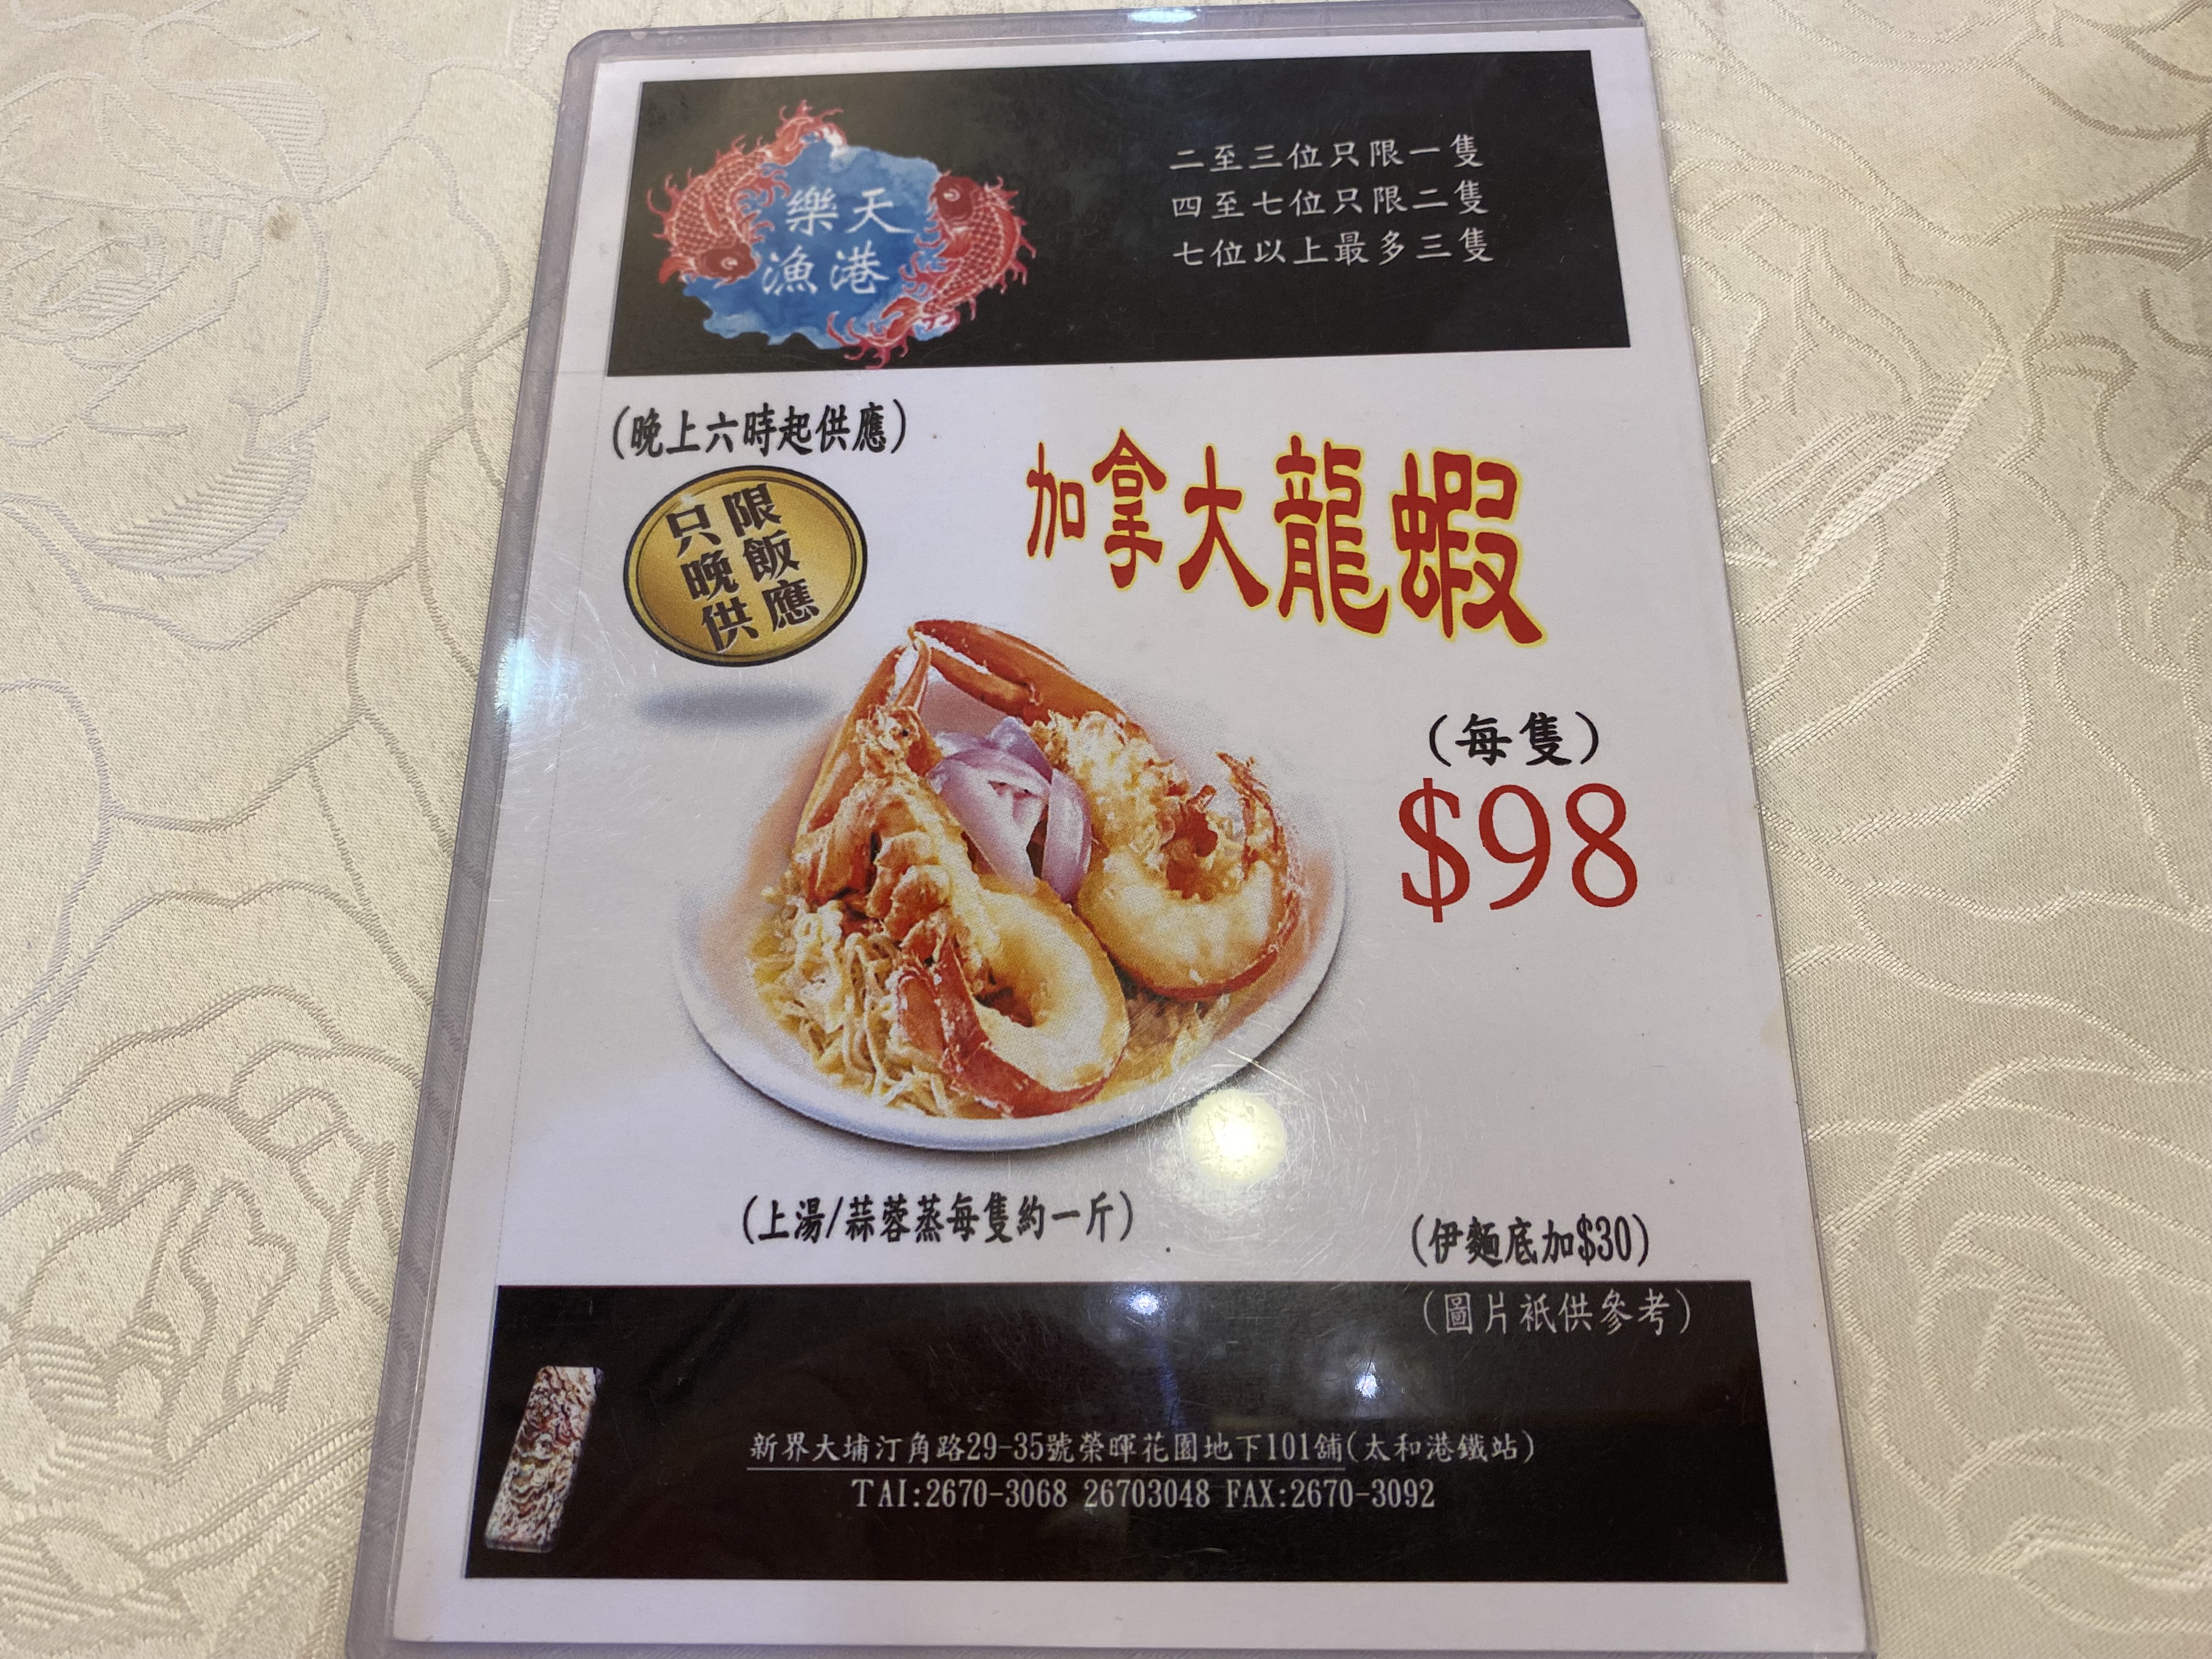 樂天
漁港
二至三位只限一隻
四至七位只限二隻
七位以上最多三隻
(晚上六時起供應)
只限
晚飯
供應
加拿大龍蝦
(每隻)
$98
(上湯/蒜蓉蒸每隻約一斤)
(伊麵底加$30)
(圖片祇供參考)
新界大埔汀角路29-35號榮暉花園地下101舖(太和港鐵站)
TAI:2670-3068 26703048 FAX:2670-3092